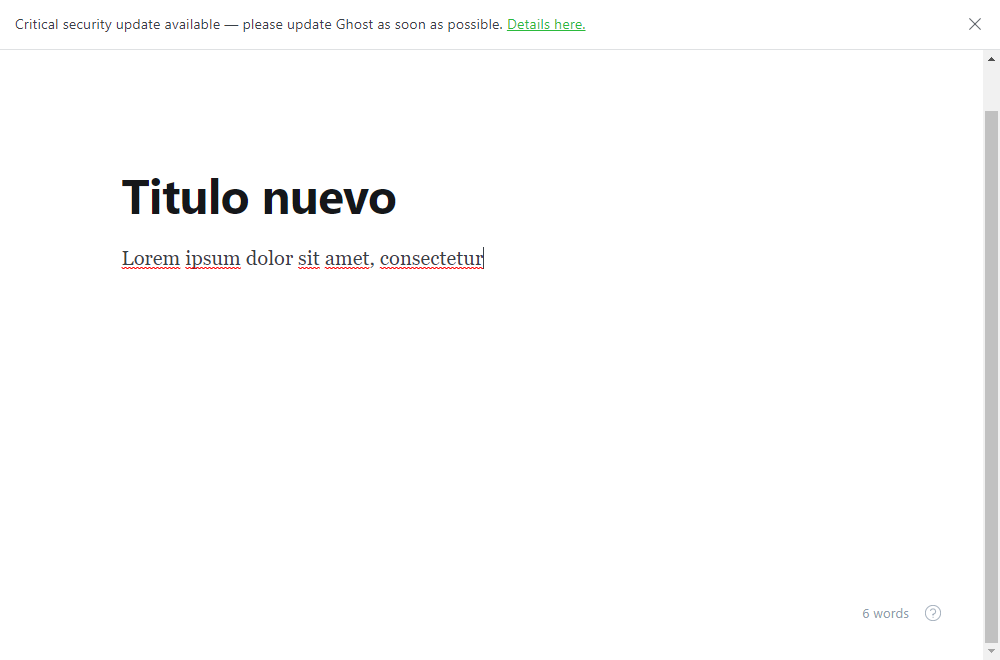 Critical security update available — please update Ghost as soon as possible. Details here.
Titulo nuevo
Lorem ipsum dolor sit amet, consectetur
6 words
?